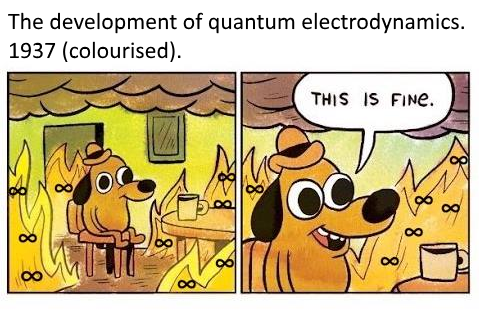 The development of quantum electrodynamics.
1937 (colourised).
THIS IS FINE.
∞ ∞ ∞
∞ ∞
∞ ∞
∞
∞ ∞
∞ ∞
∞ ∞
∞